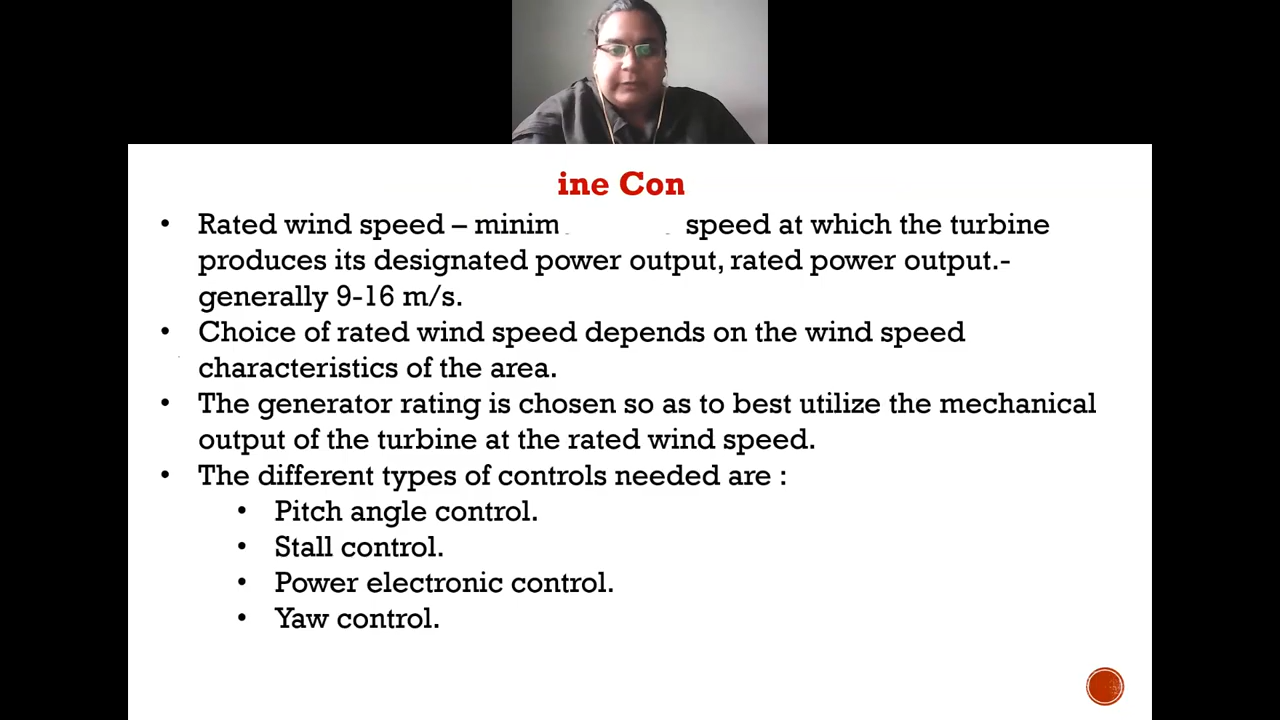 ine Con
• Rated wind speed – minim speed at which the turbine
produces its designated power output, rated power output.-
generally 9-16 m/s.
• Choice of rated wind speed depends on the wind speed
characteristics of the area.
• The generator rating is chosen so as to best utilize the mechanical
output of the turbine at the rated wind speed.
• The different types of controls needed are :
• Pitch angle control.
• Stall control.
• Power electronic control.
• Yaw control.